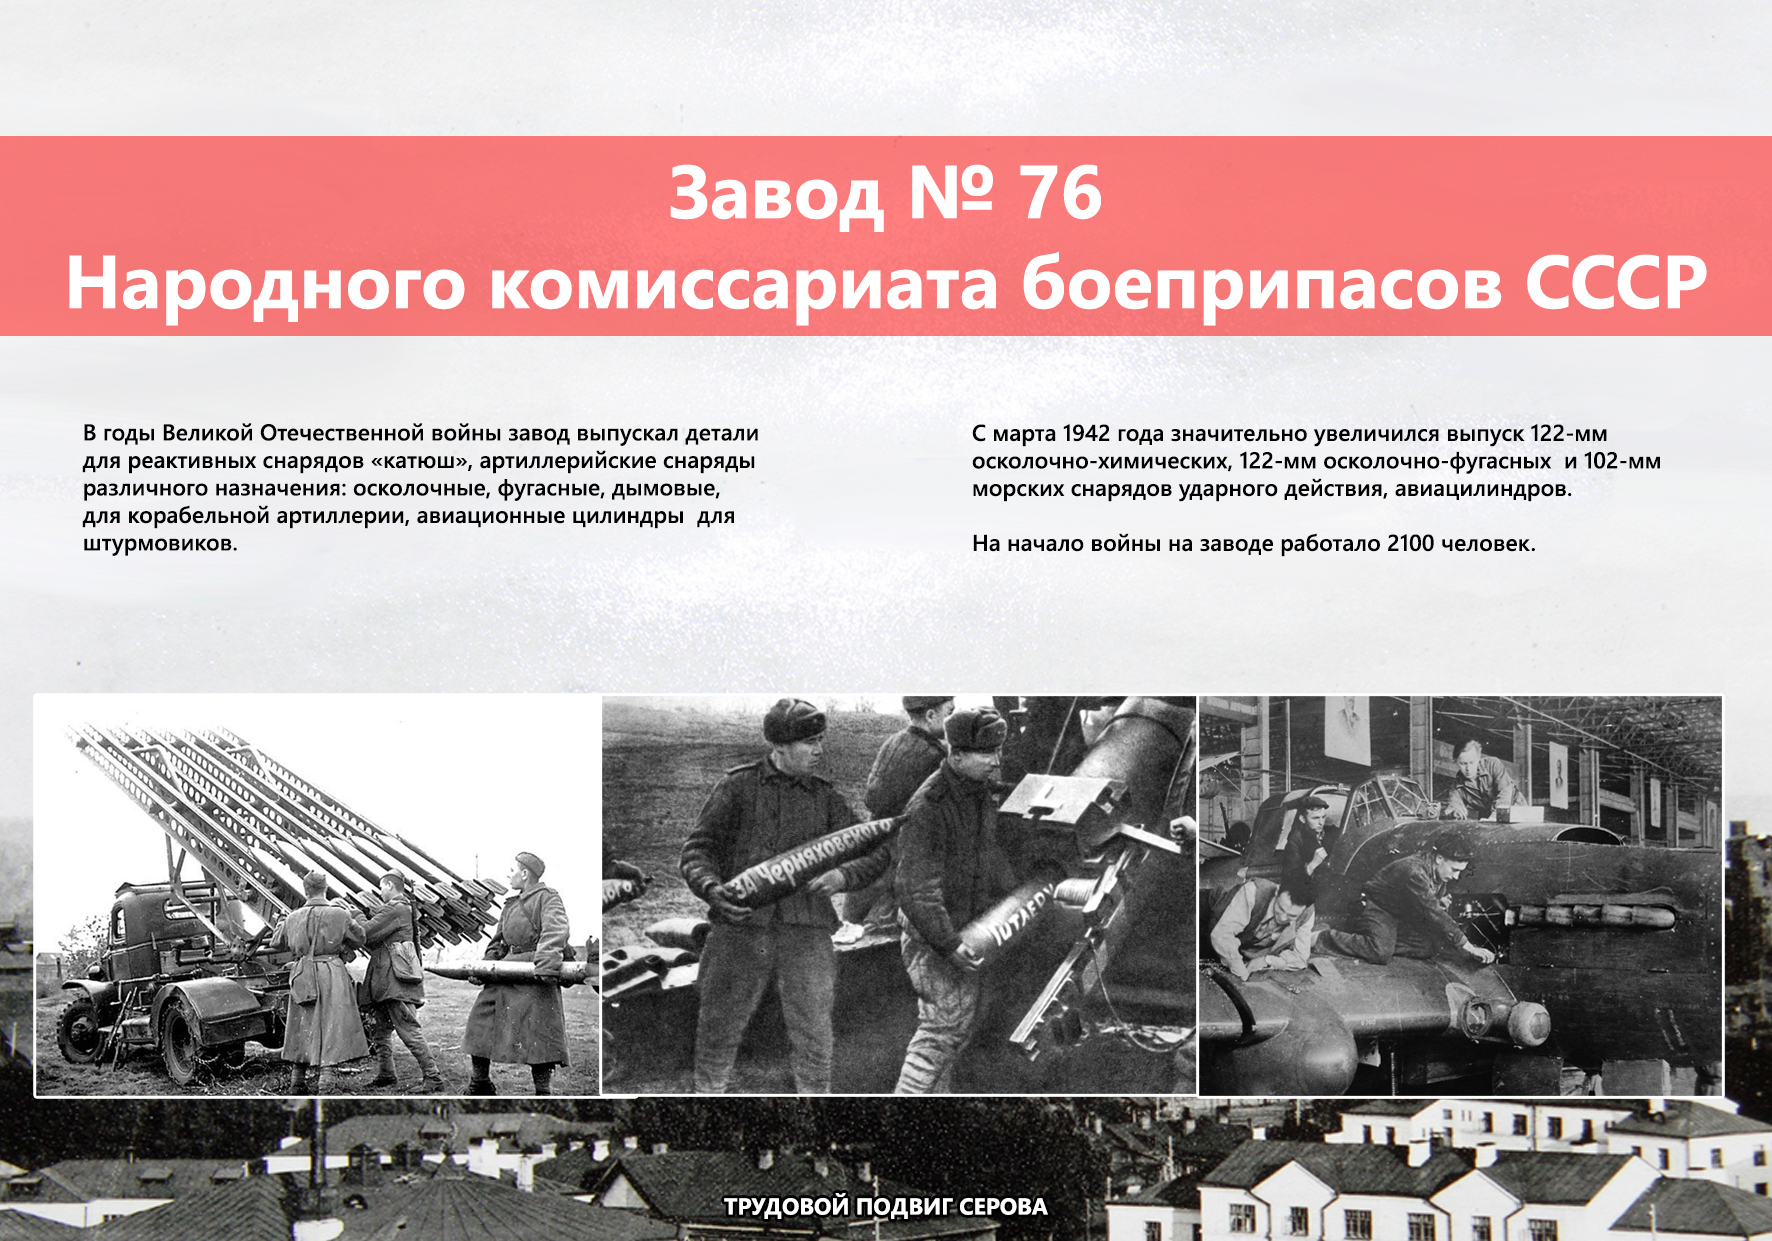 Завод № 76
Народного комиссариата боеприпасов СССР
В годы Великой Отечественной войны завод выпускал детали
для реактивных снарядов «катюш», артиллерийские снаряды
различного назначения: осколочные, фугасные, дымовые,
для корабельной артиллерии, авиационные цилиндры для
штурмовиков.
С марта 1942 года значительно увеличился выпуск 122-мм
осколочно-химических, 122-мм осколочно-фугасных и 102-мм
морских снарядов ударного действия, авиацилиндров.
На начало войны на заводе работало 2100 человек.
ЗА Черняховского
ТРУДОВОЙ ПОДВИГ СЕРОВА